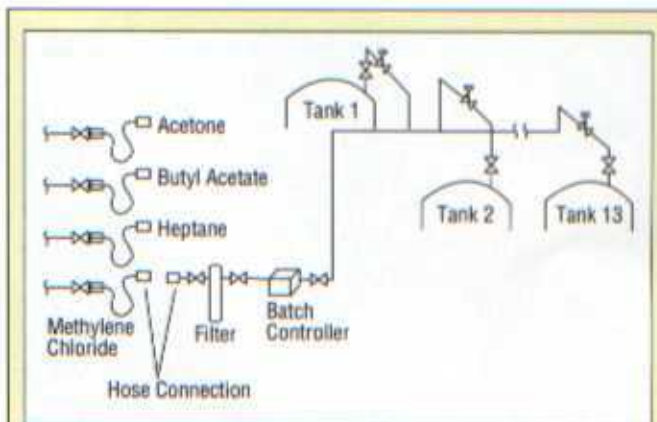 Acetone
Butyl Acetate
Heptane
Methylene
Chloride
Hose Connection
Filter
Batch
Controller
Tank 1
Tank 2
Tank 13